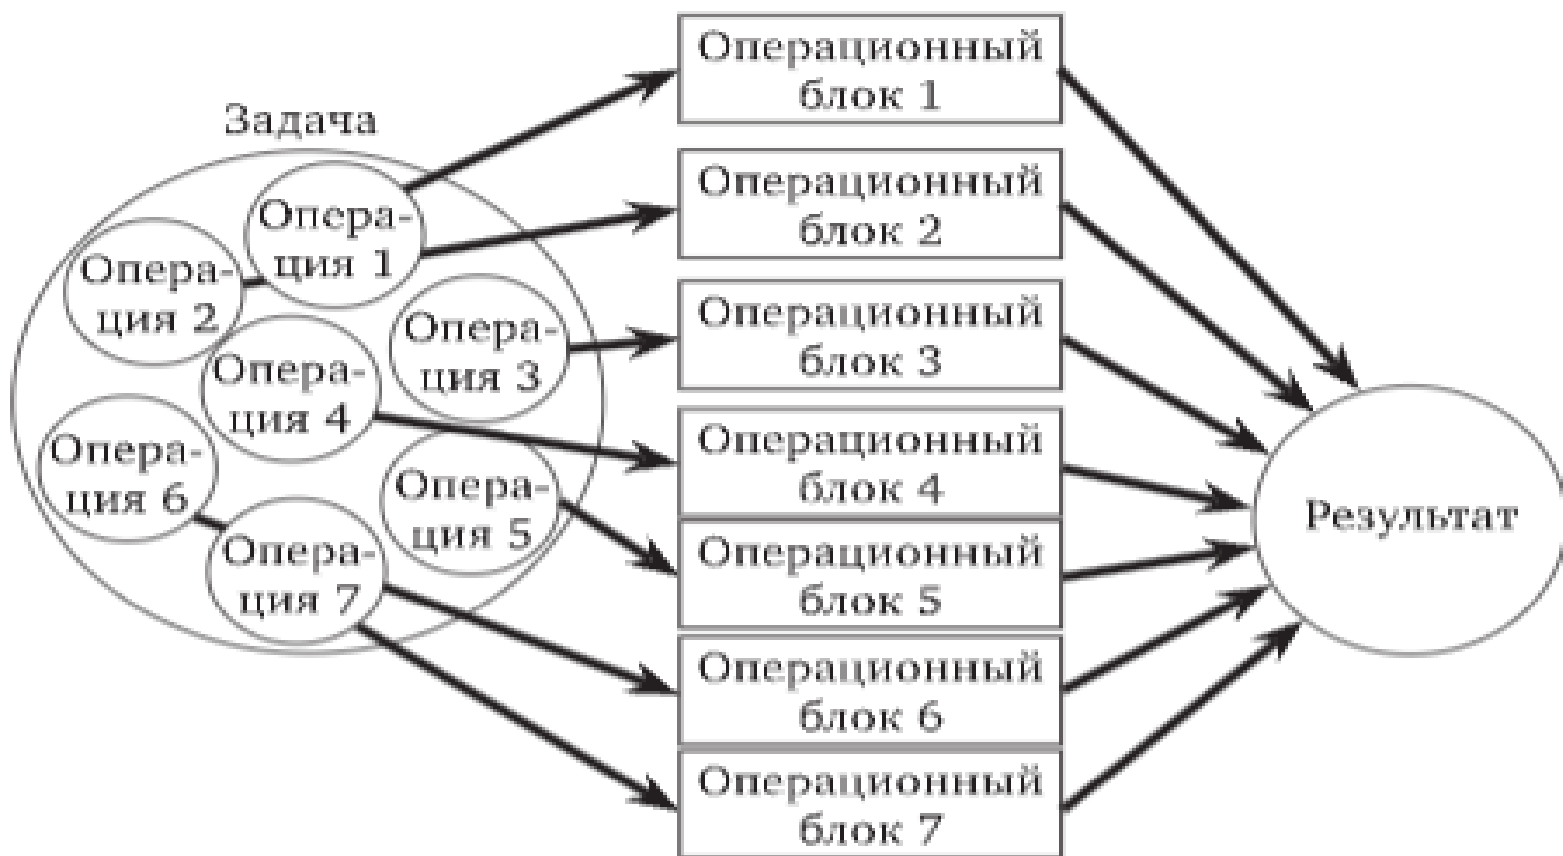 Задача
Опера-
ция 1
Опера-
ция 2
Опера-
ция 3
Опера-
ция 4
Опера-
ция 5
Опера-
ция 6
Опера-
ция 7
Операционный
блок 1
Операционный
блок 2
Операционный
блок 3
Операционный
блок 4
Операционный
блок 5
Операционный
блок 6
Операционный
блок 7
Результат